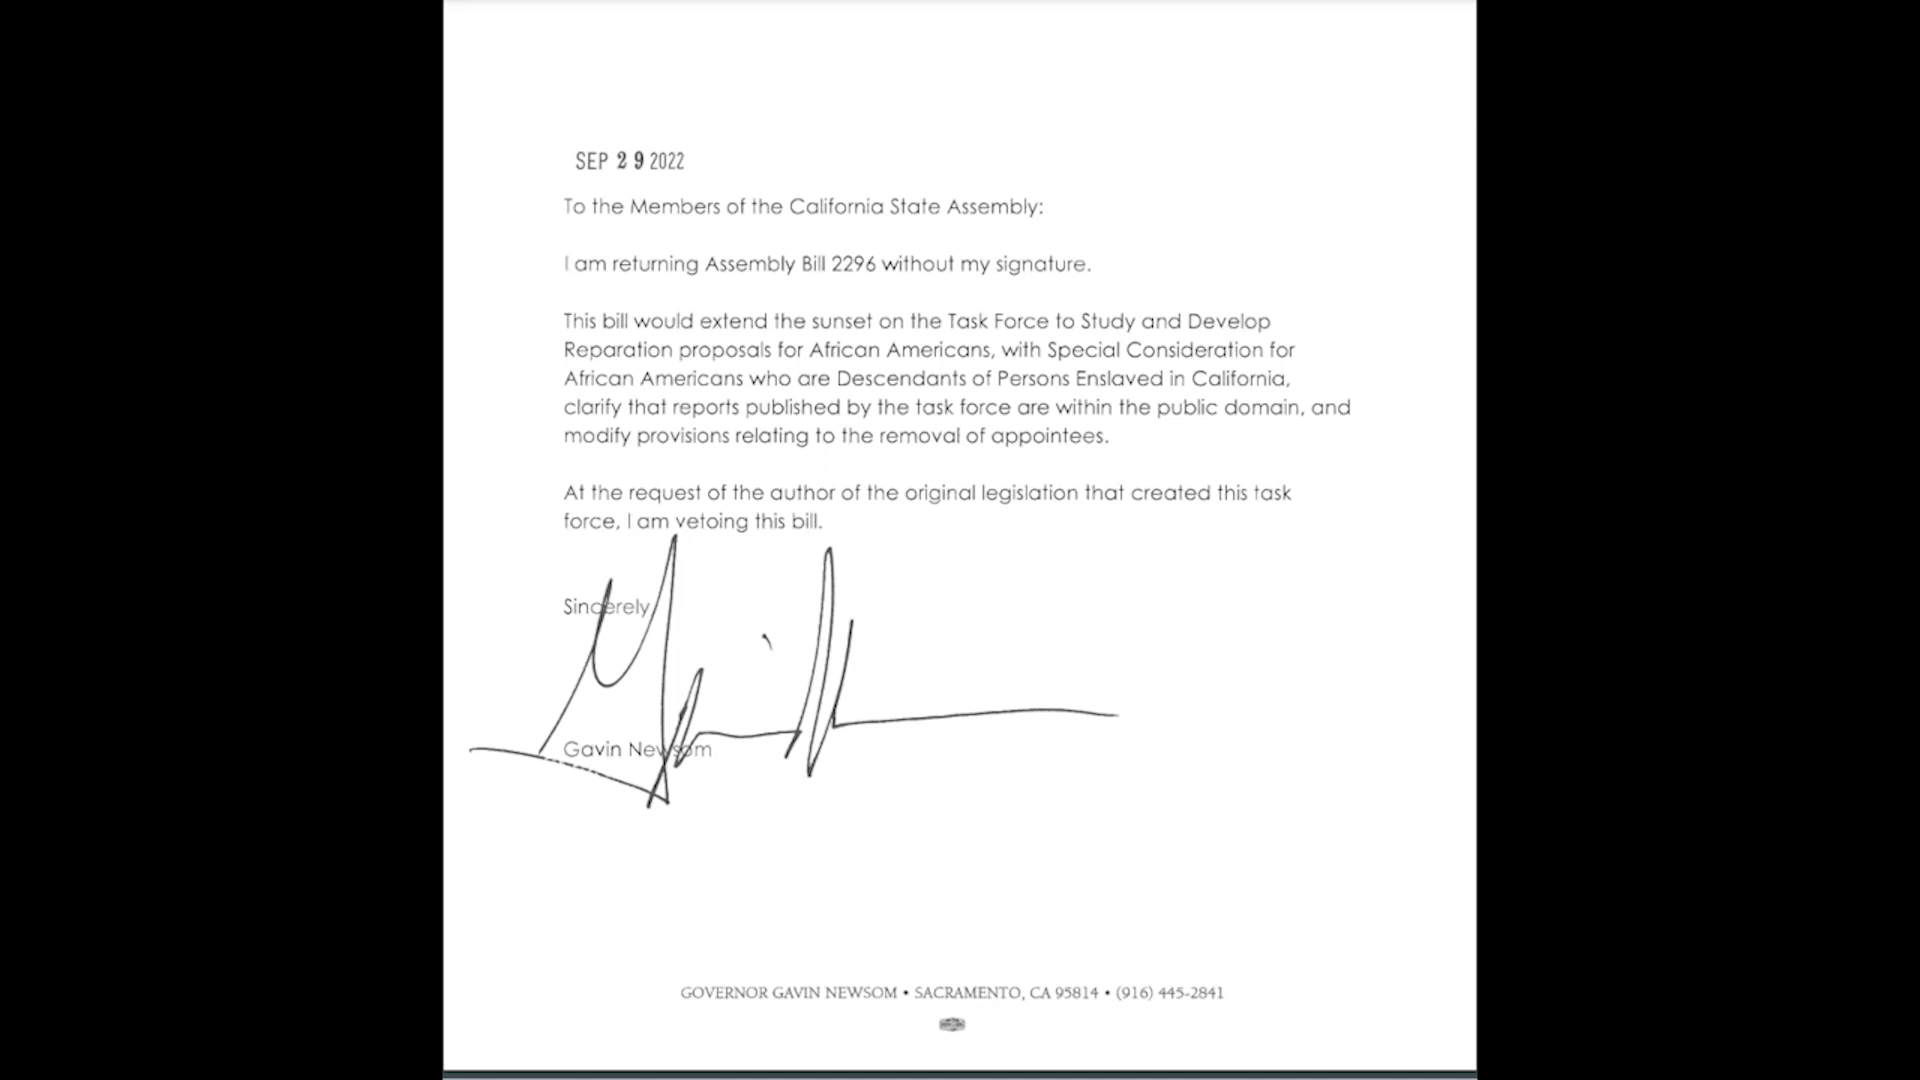 SEP 29 2022
To the Members of the California State Assembly:
I am returning Assembly Bill 2296 without my signature.
This bill would extend the sunset on the Task Force to Study and Develop
Reparation proposals for African Americans, with Special Consideration for
African Americans who are Descendants of Persons Enslaved in California,
clarify that reports published by the task force are within the public domain, and
modify provisions relating to the removal of appointees.
At the request of the author of the original legislation that created this task
force, I am vetoing this bill.
Sincerely
Gavin Newsom
GOVERNOR GAVIN NEWSOM • SACRAMENTO, CA 95814 • (916) 445-2841